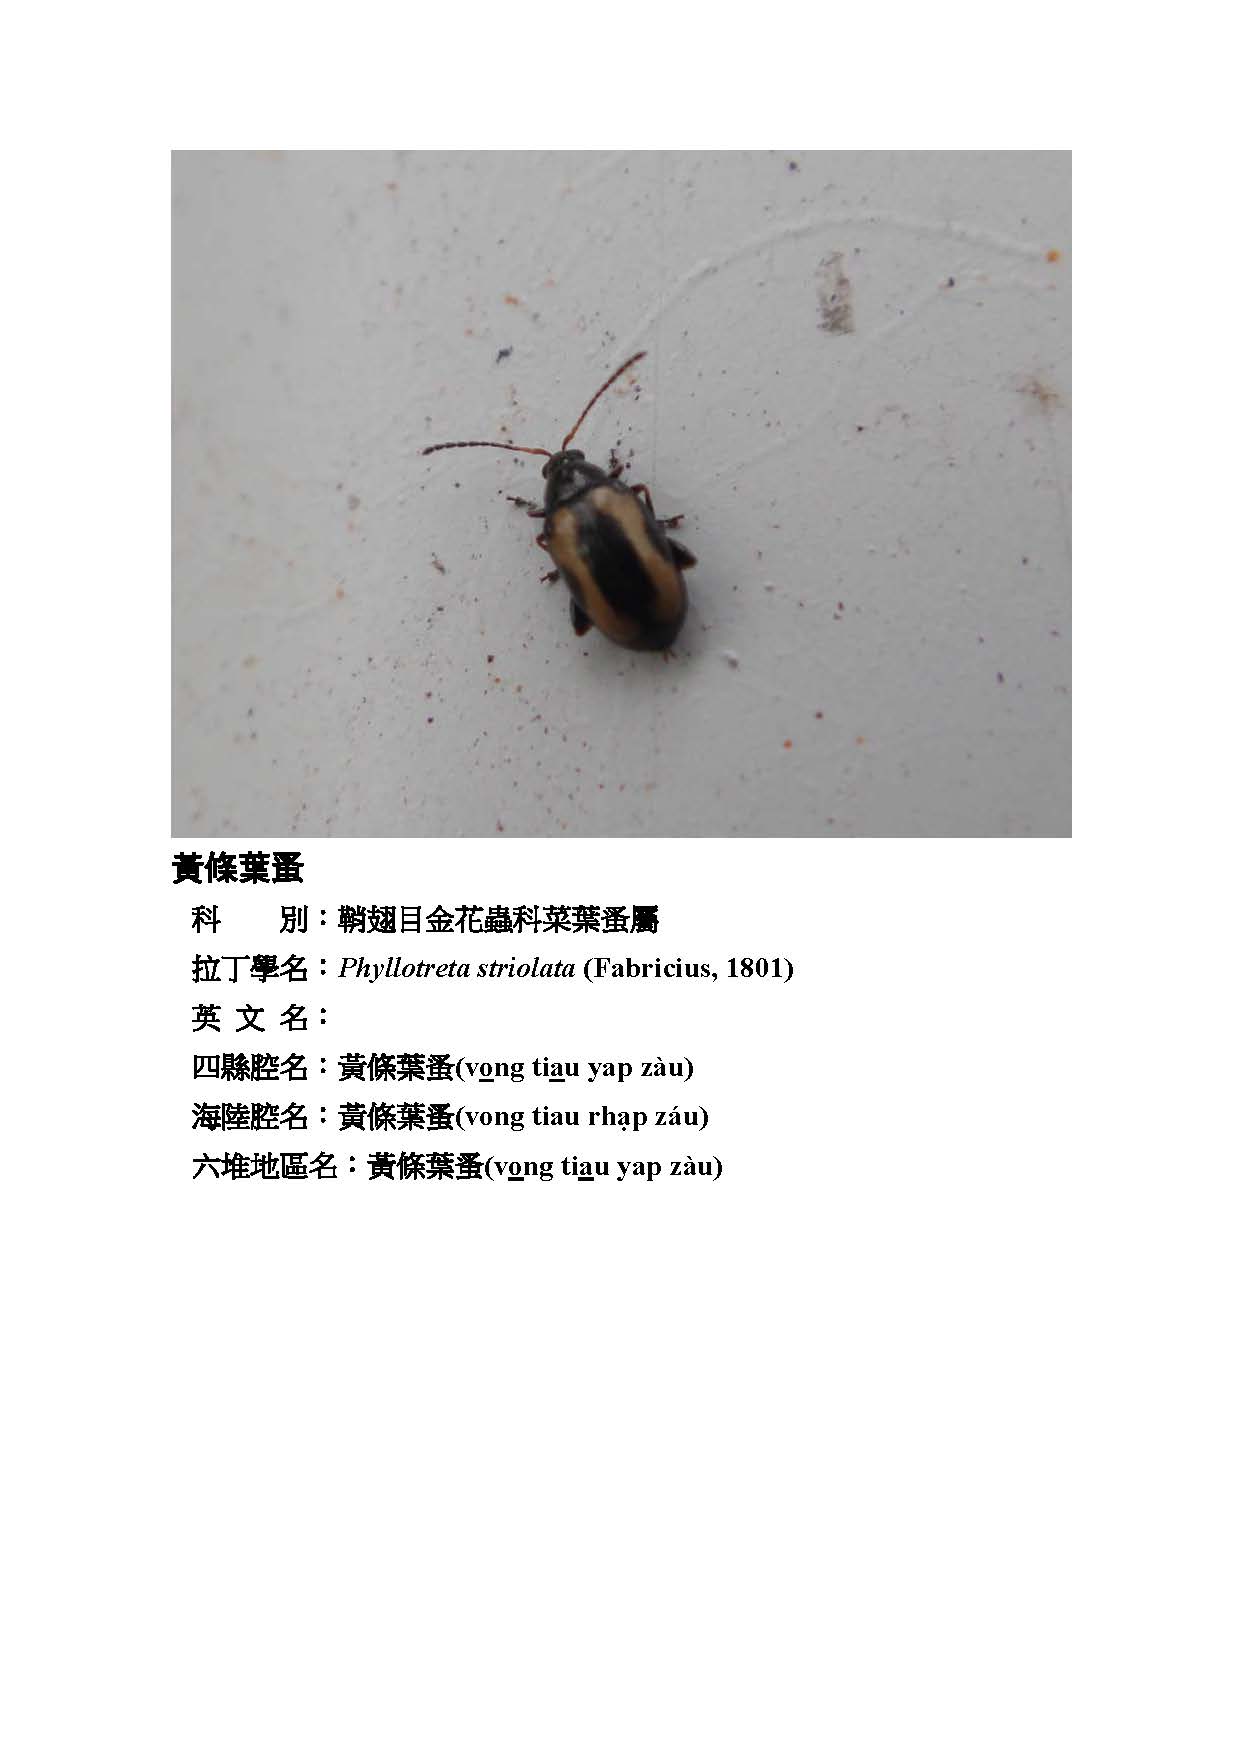 黃條葉蚤
科　　別：鞘翅目金花蟲科菜葉蚤屬
拉丁學名：Phyllotreta striolata (Fabricius, 1801)
英 文 名：
四縣腔名：黃條葉蚤(vo̲ng tia̲u yap zàu)
海陸腔名：黃條葉蚤(vong tiau rhạp záu)
六堆地區名：黃條葉蚤(vo̲ng tia̲u yap zàu)